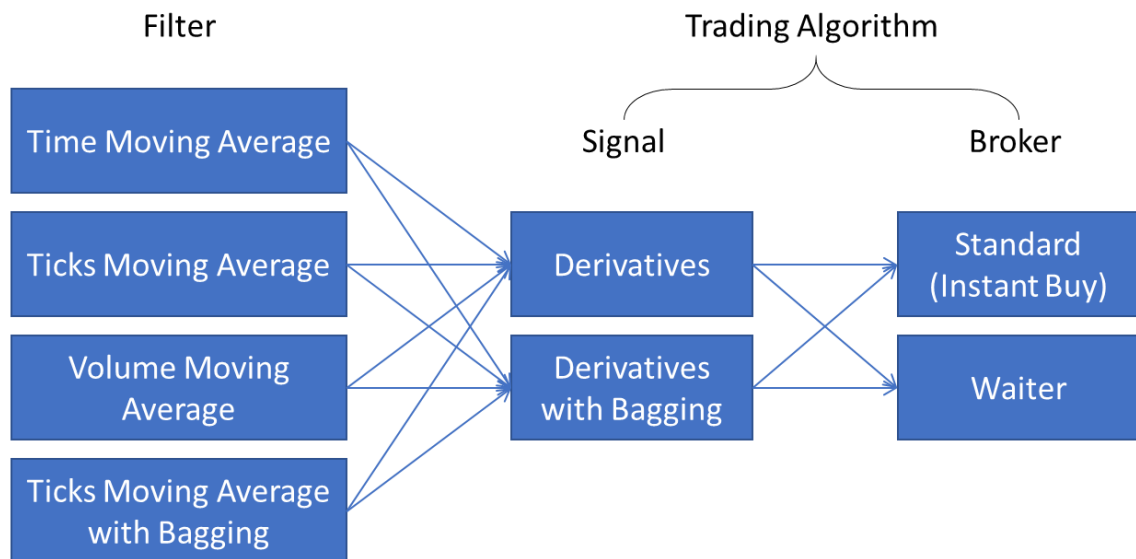 Filter
Trading Algorithm
Signal
Broker
Time Moving Average
Ticks Moving Average
Volume Moving
Average
Ticks Moving Average
with Bagging
Derivatives
Derivatives
with Bagging
Standard
(Instant Buy)
Waiter